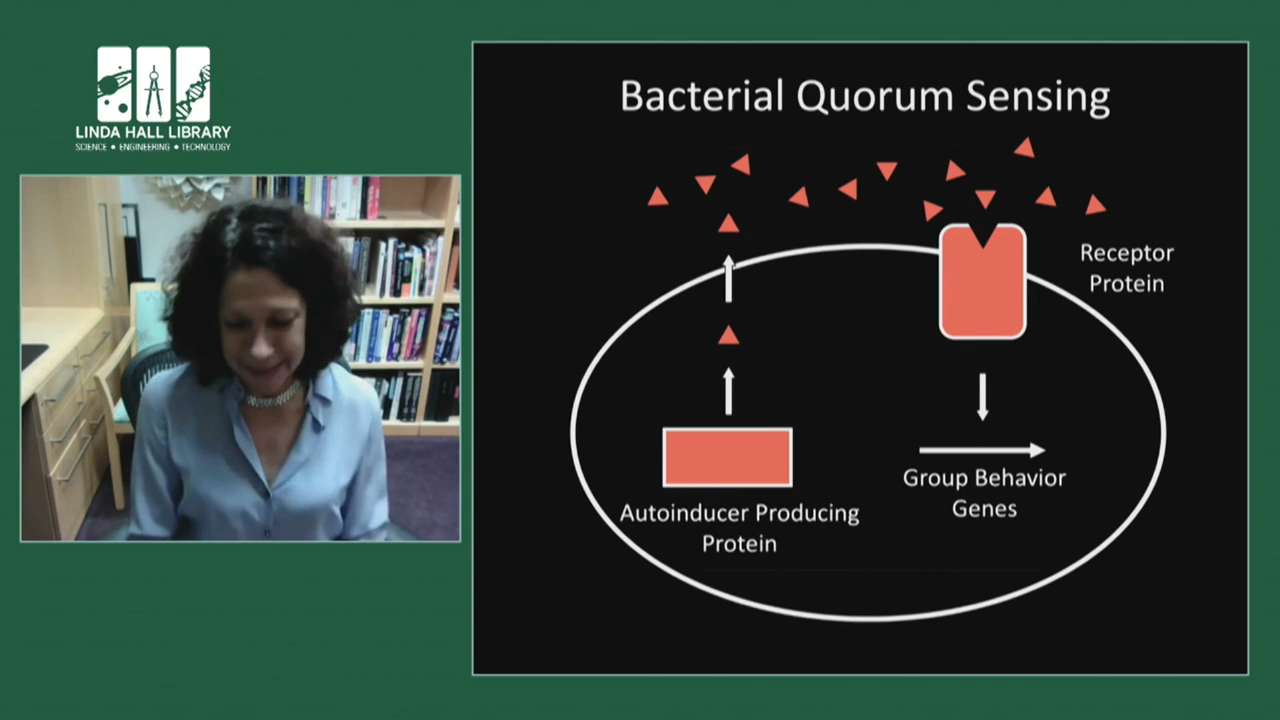 LINDA HALL LIBRARY
SCIENCE • ENGINEERING • TECHNOLOGY
Bacterial Quorum Sensing
Receptor
Protein
Group Behavior
Genes
Autoinducer Producing
Protein